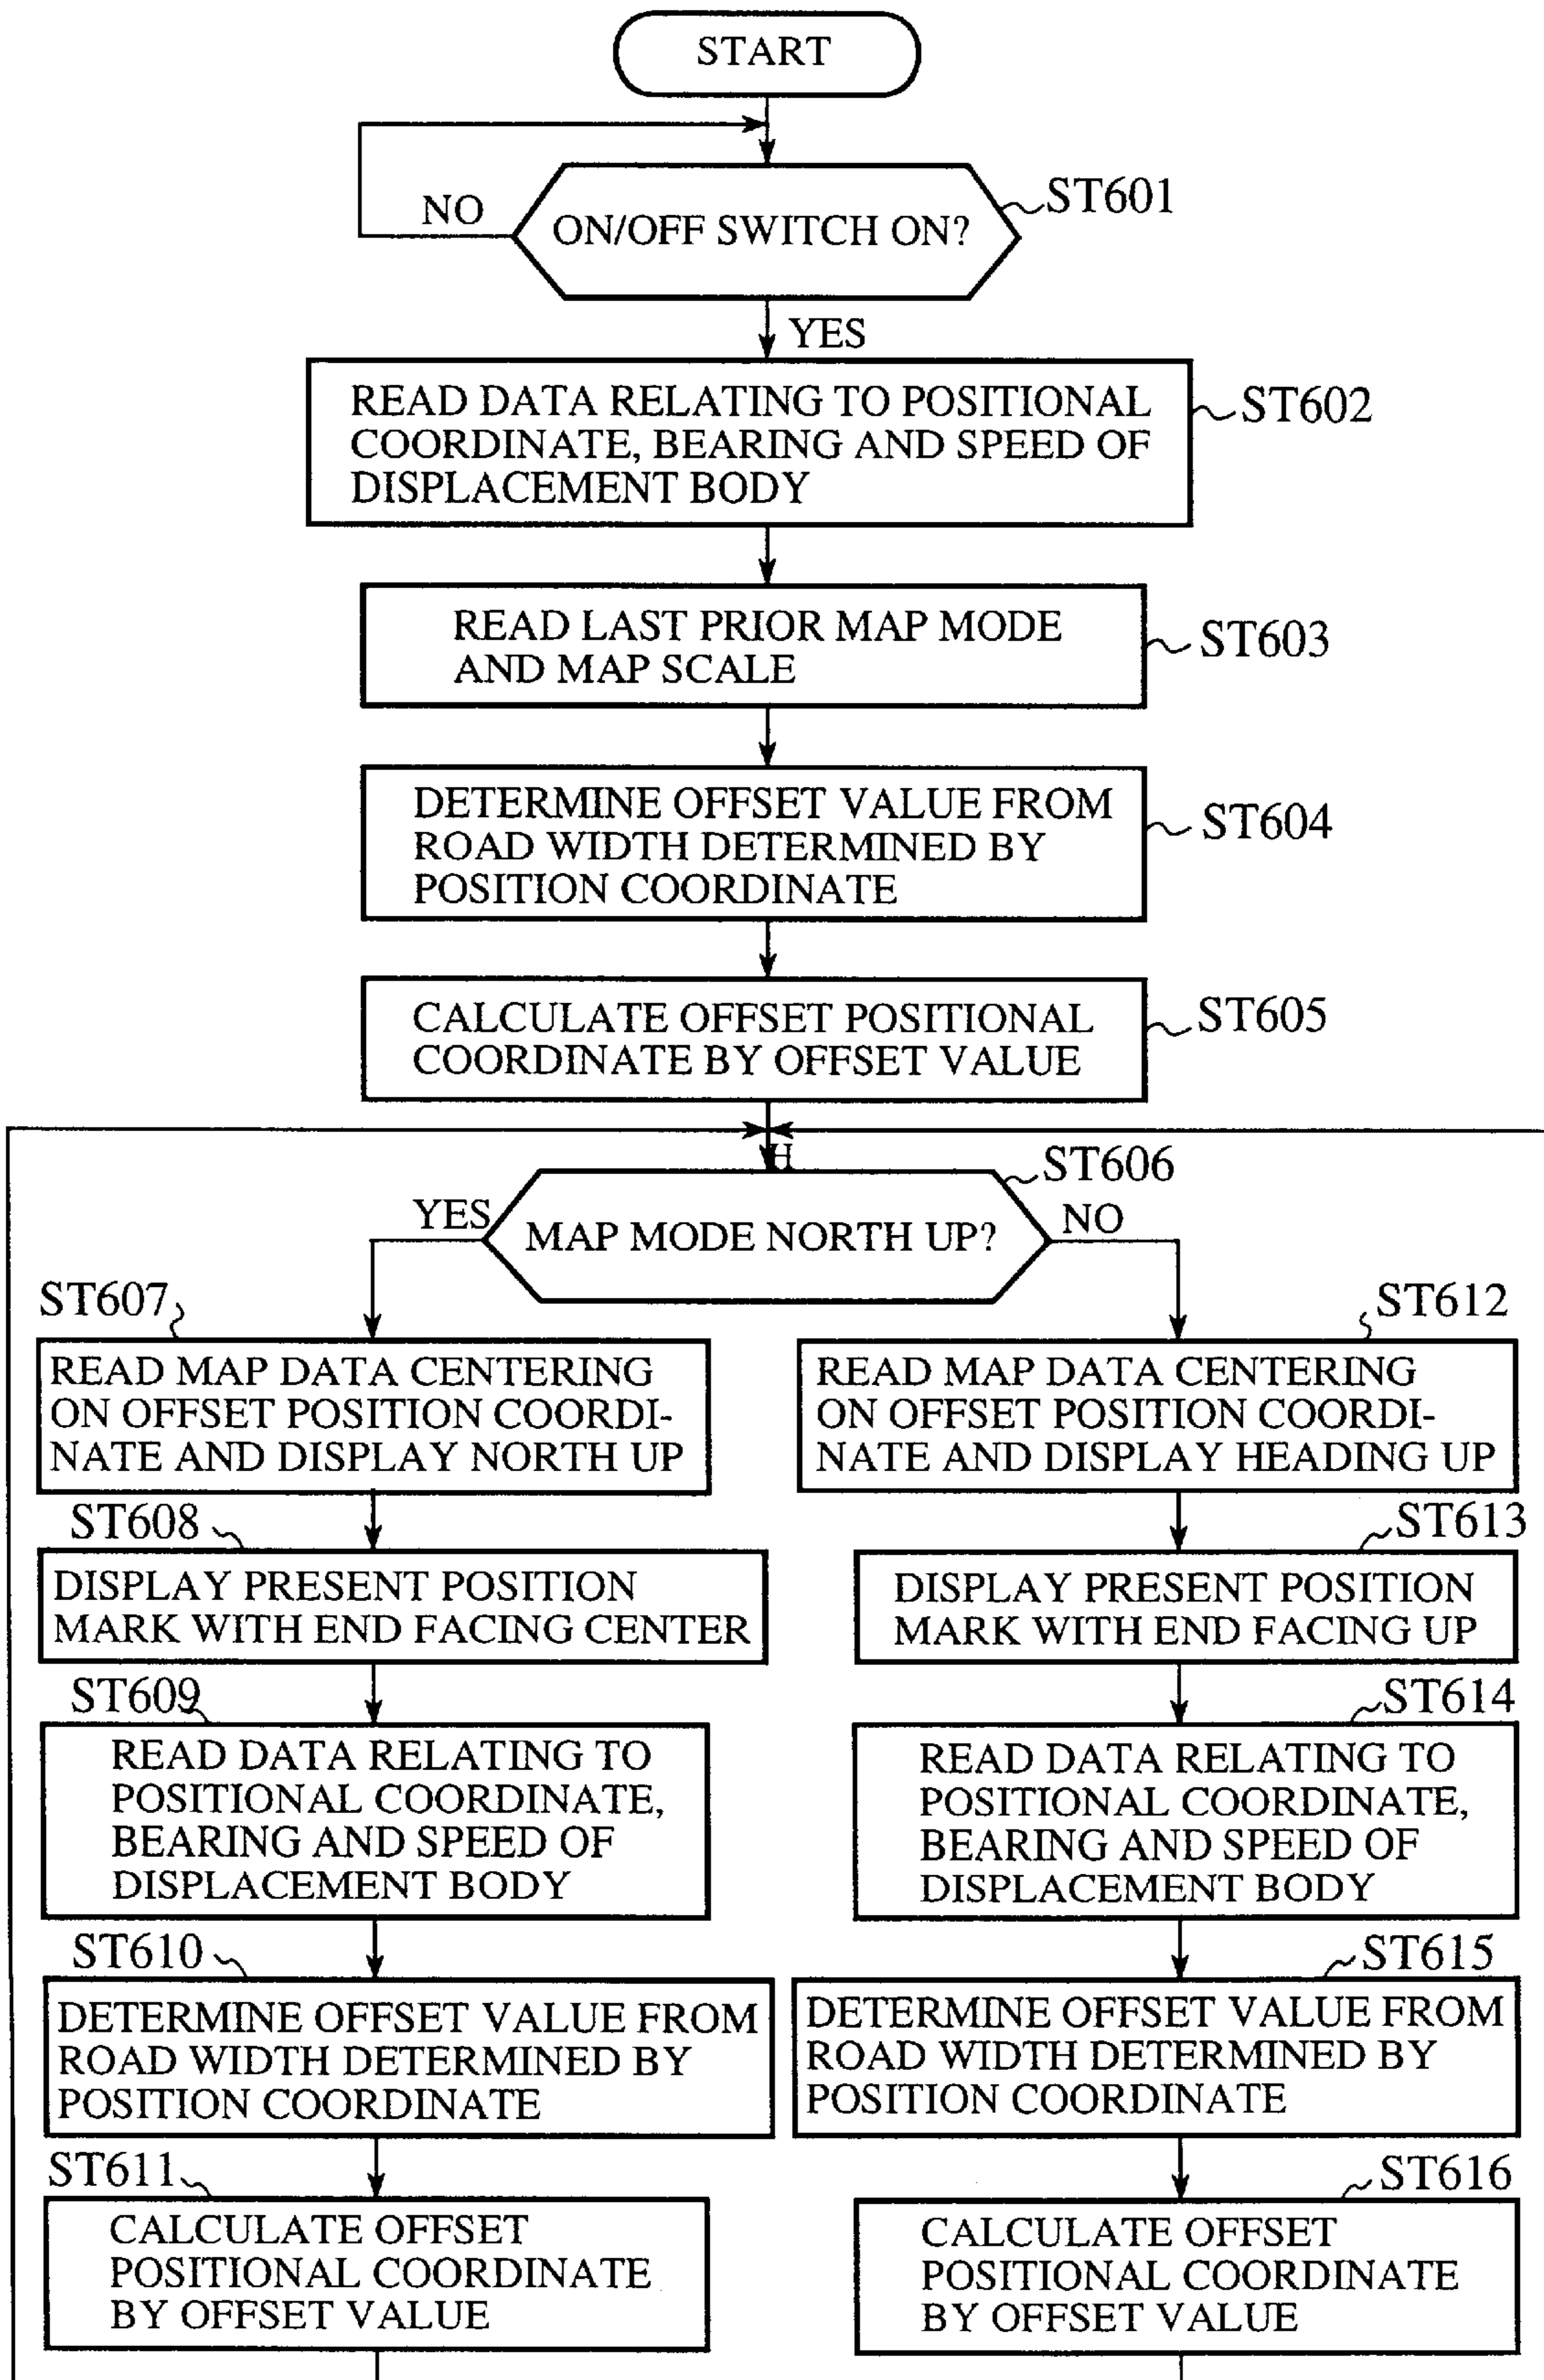 START
NO
ON/OFF SWITCH ON?
ST601
YES
READ DATA RELATING TO POSITIONAL
COORDINATE, BEARING AND SPEED OF
DISPLACEMENT BODY
ST602
READ LAST PRIOR MAP MODE
AND MAP SCALE
ST603
DETERMINE OFFSET VALUE FROM
ROAD WIDTH DETERMINED BY
POSITION COORDINATE
ST604
CALCULATE OFFSET POSITIONAL
COORDINATE BY OFFSET VALUE
ST605
H
ST606
YES
MAP MODE NORTH UP?
NO
ST607
READ MAP DATA CENTERING
ON OFFSET POSITION COORDI-
NATE AND DISPLAY NORTH UP
ST608
DISPLAY PRESENT POSITION
MARK WITH END FACING CENTER
ST609
READ DATA RELATING TO
POSITIONAL COORDINATE,
BEARING AND SPEED OF
DISPLACEMENT BODY
ST610
DETERMINE OFFSET VALUE FROM
ROAD WIDTH DETERMINED BY
POSITION COORDINATE
ST611
CALCULATE OFFSET
POSITIONAL COORDINATE
BY OFFSET VALUE
ST612
READ MAP DATA CENTERING
ON OFFSET POSITION COORDI-
NATE AND DISPLAY HEADING UP
ST613
DISPLAY PRESENT POSITION
MARK WITH END FACING UP
ST614
READ DATA RELATING TO
POSITIONAL COORDINATE,
BEARING AND SPEED OF
DISPLACEMENT BODY
ST615
DETERMINE OFFSET VALUE FROM
ROAD WIDTH DETERMINED BY
POSITION COORDINATE
ST616
CALCULATE OFFSET
POSITIONAL COORDINATE
BY OFFSET VALUE